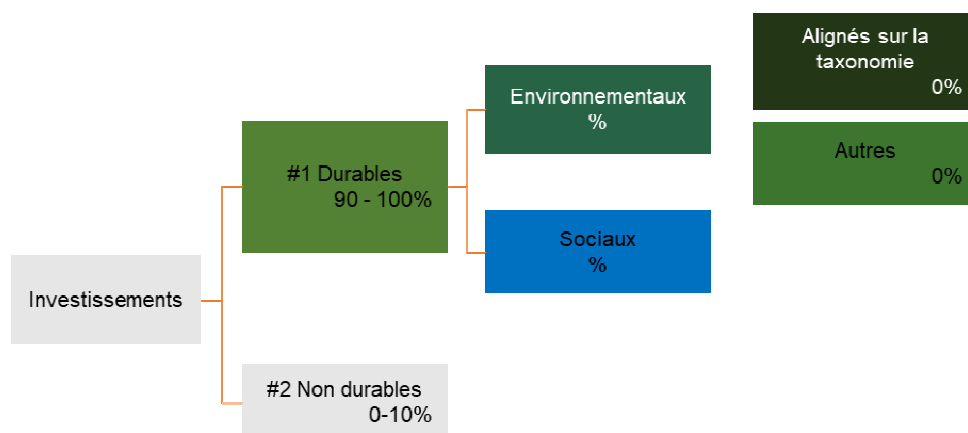 Alignés sur la
taxonomie
0%
Environnementaux
%
Autres
0%
#1 Durables
90 - 100%
Sociaux
%
Investissements
#2 Non durables
0-10%